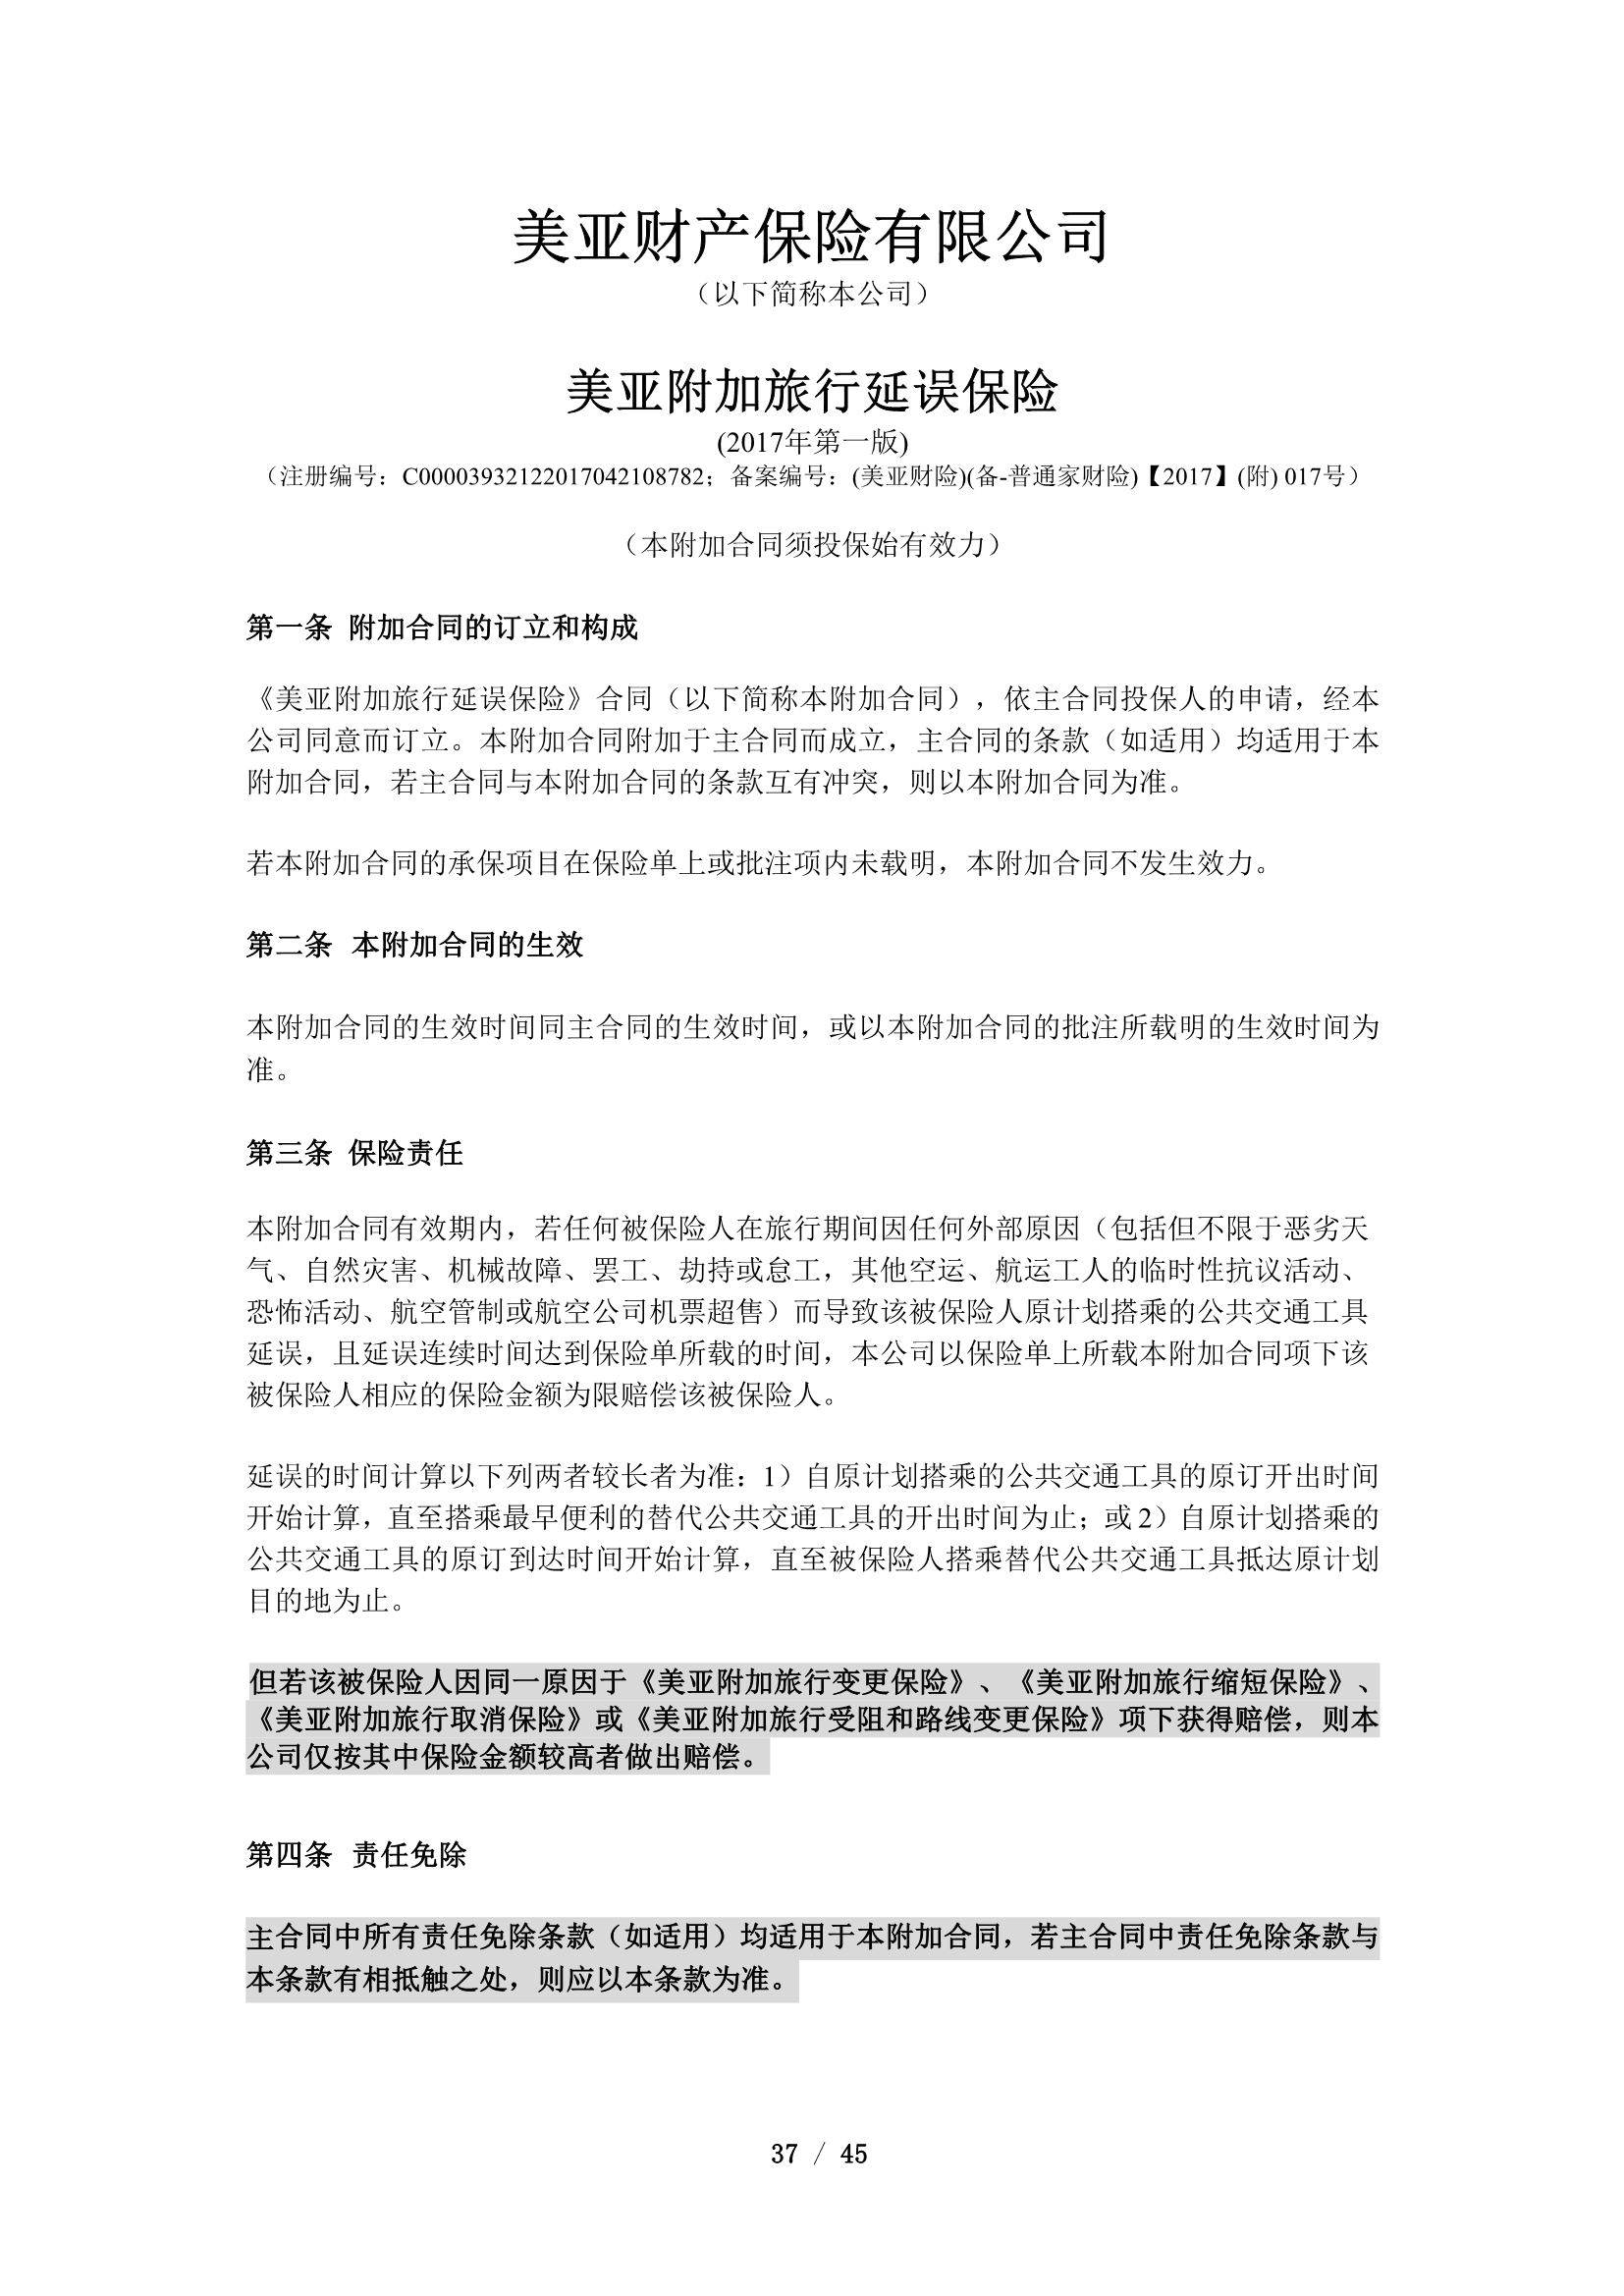 美亚财产保险有限公司
（以下简称本公司）
美亚附加旅行延误保险
(2017年第一版)
（注册编号：C00003932122017042108782；备案编号：(美亚财险)(备-普通家财险)【2017】(附) 017号）
（本附加合同须投保始有效力）
第一条 附加合同的订立和构成
《美亚附加旅行延误保险》合同（以下简称本附加合同），依主合同投保人的申请，经本
公司同意而订立。本附加合同附加于主合同而成立，主合同的条款（如适用）均适用于本
附加合同，若主合同与本附加合同的条款互有冲突，则以本附加合同为准。
若本附加合同的承保项目在保险单上或批注项内未载明，本附加合同不发生效力。
第二条 本附加合同的生效
本附加合同的生效时间同主合同的生效时间，或以本附加合同的批注所载明的生效时间为
准。
第三条 保险责任
本附加合同有效期内，若任何被保险人在旅行期间因任何外部原因（包括但不限于恶劣天
气、自然灾害、机械故障、罢工、劫持或怠工，其他空运、航运工人的临时性抗议活动、
恐怖活动、航空管制或航空公司机票超售）而导致该被保险人原计划搭乘的公共交通工具
延误，且延误连续时间达到保险单所载的时间，本公司以保险单上所载本附加合同项下该
被保险人相应的保险金额为限赔偿该被保险人。
延误的时间计算以下列两者较长者为准：1）自原计划搭乘的公共交通工具的原订开出时间
开始计算，直至搭乘最早便利的替代公共交通工具的开出时间为止；或 2）自原计划搭乘的
公共交通工具的原订到达时间开始计算，直至被保险人搭乘替代公共交通工具抵达原计划
目的地为止。
但若该被保险人因同一原因于《美亚附加旅行变更保险》、《美亚附加旅行缩短保险》、
《美亚附加旅行取消保险》或《美亚附加旅行受阻和路线变更保险》项下获得赔偿，则本
公司仅按其中保险金额较高者做出赔偿。
第四条 责任免除
主合同中所有责任免除条款（如适用）均适用于本附加合同，若主合同中责任免除条款与
本条款有相抵触之处，则应以本条款为准。
37 / 45